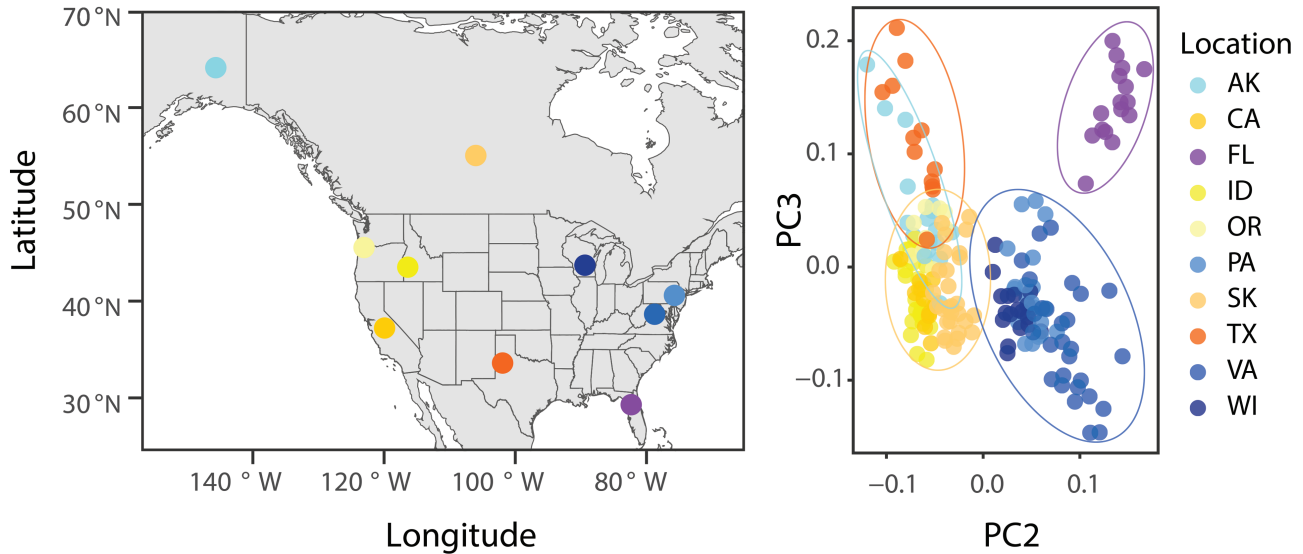 70 °N
60 °N
50 °N
40 °N
30 °N
Latitude
140 ° W
120 ° W
100 ° W
80 ° W
Longitude
0.2
0.1
0.0
−0.1
PC3
−0.1
0.0
0.1
PC2
Location
AK
CA
FL
ID
OR
PA
SK
TX
VA
WI